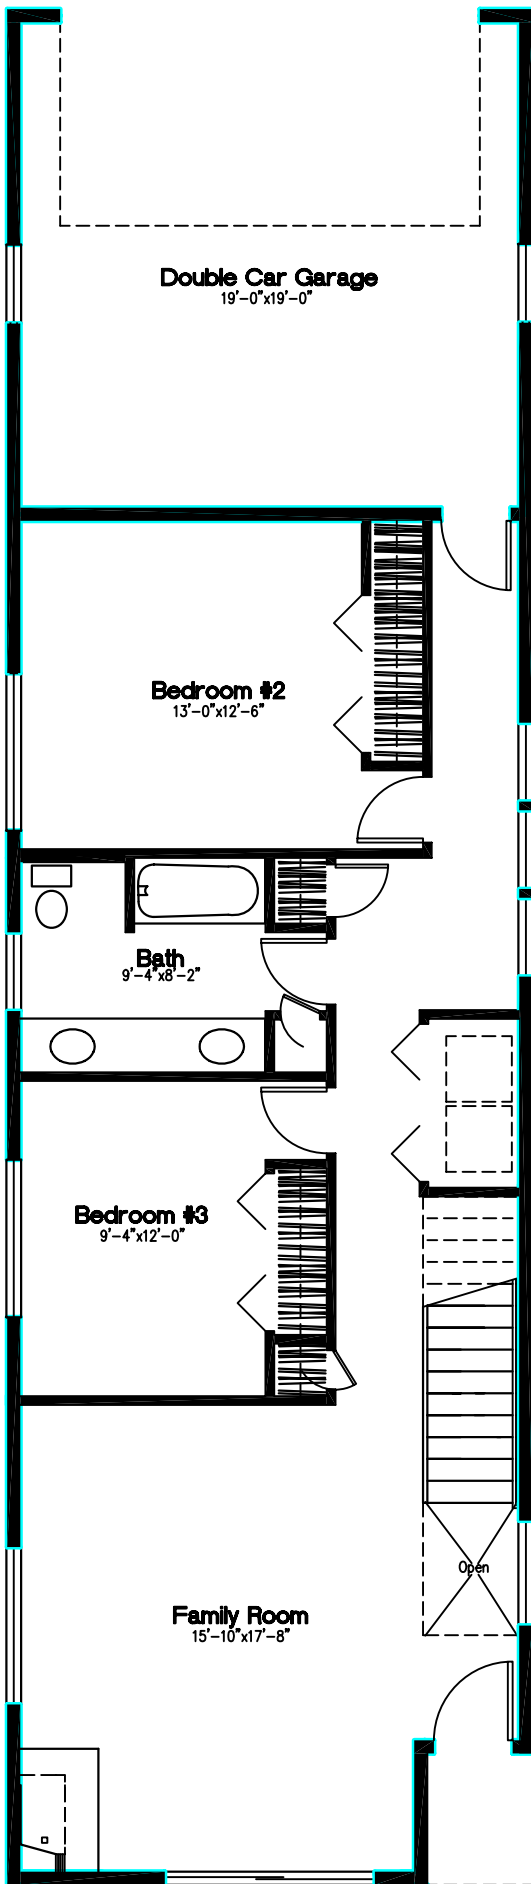 Double Car Garage
19'-0"x19'-0"
Bedroom #2
13'-0"x12'-6"
Bath
9'-4"x8'-2"
Bedroom #3
9'-4"x12'-0"
Open
Family Room
15'-10"x17'-8"